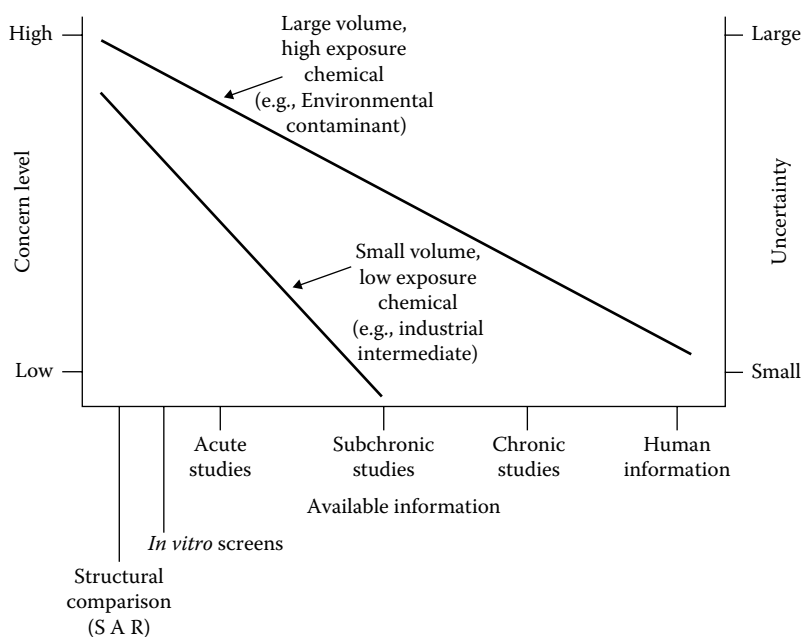 High
Large volume,
high exposure
chemical
(e.g., Environmental
contaminant)
Large
Concern level
Uncertainty
Small volume,
low exposure
chemical
(e.g., industrial
intermediate)
Low
Small
Acute
studies
Subchronic
studies
Chronic
studies
Human
information
Available information
In vitro screens
Structural
comparison
(S A R)